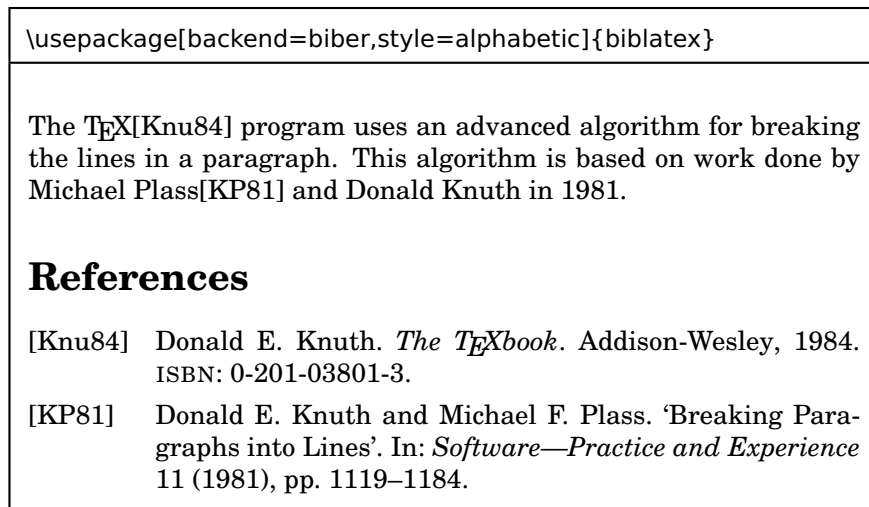 \usepackage[backend=biber,style=alphabetic]{biblatex}
The TEX[Knu84] program uses an advanced algorithm for breaking
the lines in a paragraph. This algorithm is based on work done by
Michael Plass[KP81] and Donald Knuth in 1981.
References
[Knu84] Donald E. Knuth. The TEXbook. Addison-Wesley, 1984.
ISBN: 0-201-03801-3.
[KP81] Donald E. Knuth and Michael F. Plass. ‘Breaking Para-
graphs into Lines’. In: Software—Practice and Experience
11 (1981), pp. 1119–1184.